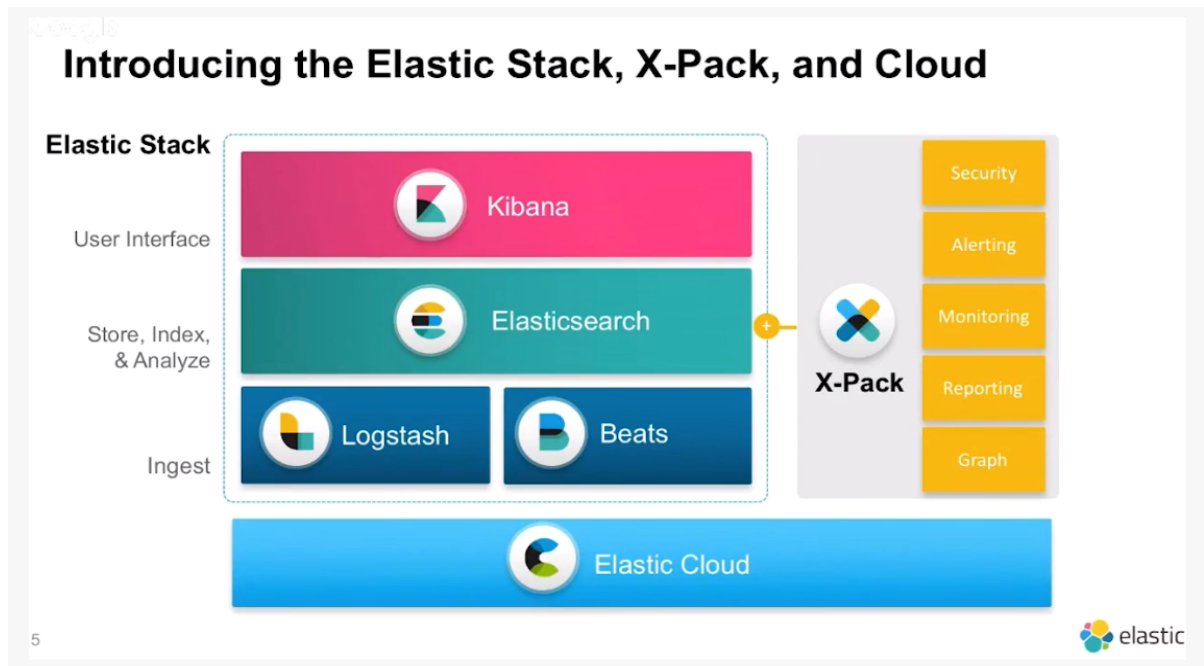 Introducing the Elastic Stack, X-Pack, and Cloud
Elastic Stack
User Interface
Store, Index,
& Analyze
Ingest
Kibana
Elasticsearch
Logstash
Beats
X-Pack
Security
Alerting
Monitoring
Reporting
Graph
Elastic Cloud
5
elastic